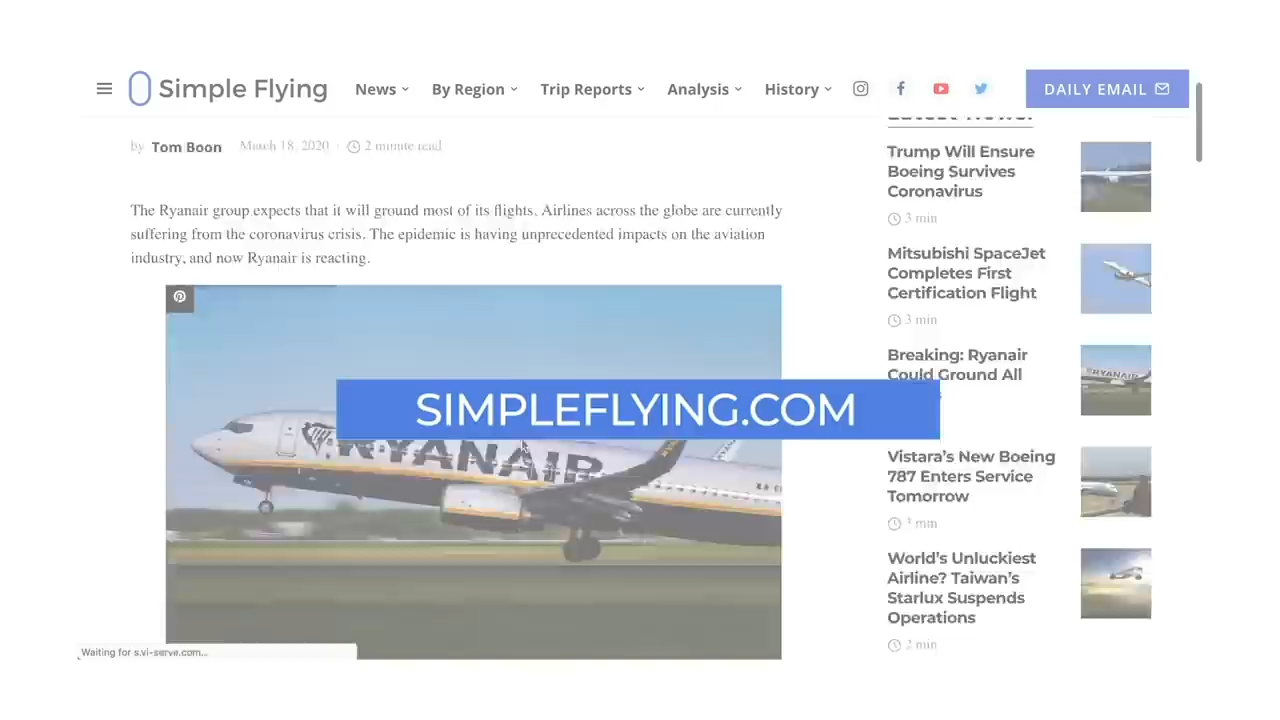 Simple Flying
News
By Region
Trip Reports
Analysis
History
DAILY EMAIL
by Tom Boon March 18, 2020 · 2 minute read
The Ryanair group expects that it will ground most of its flights. Airlines across the globe are currently
suffering from the coronavirus crisis. The epidemic is having unprecedented impacts on the aviation
industry, and now Ryanair is reacting.
RYANAIR
SIMPLEFLYING.COM
Waiting for s.vi-serve.com...
Latest News:
Trump Will Ensure
Boeing Survives
Coronavirus
3 min
Mitsubishi SpaceJet
Completes First
Certification Flight
3 min
Breaking: Ryanair
Could Ground All
RYANAIR
Vistara's New Boeing
787 Enters Service
Tomorrow
3 min
World's Unluckiest
Airline? Taiwan's
Starlux Suspends
Operations
2 min